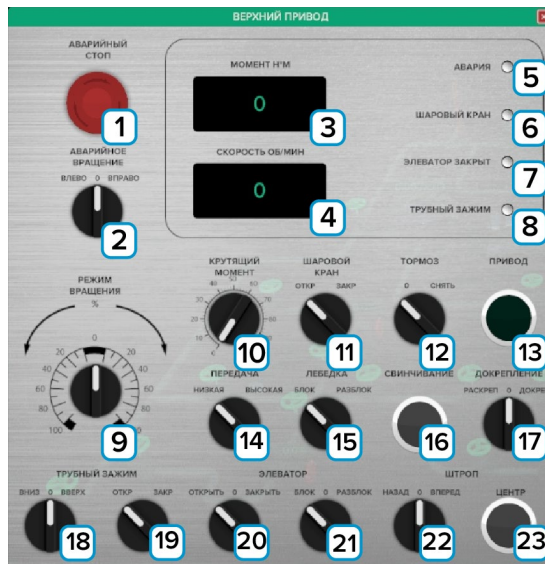 ВЕРХНИЙ ПРИВОД
АВАРИЙНЫЙ
СТОП
1
АВАРИЙНОЕ
ВРАЩЕНИЕ
ВЛЕВО 0 ВПРАВО
2
МОМЕНТ Н'М
0
3
СКОРОСТЬ ОБ/МИН
0
4
АВАРИЯ
5
ШАРОВЫЙ КРАН
6
ЭЛЕВАТОР ЗАКРЫТ
7
ТРУБНЫЙ ЗАЖИМ
8
РЕЖИМ
ВРАЩЕНИЯ
%
0
20 20
40 40
60 60
80 80
100 100
9
КРУТЯЩИЙ
МОМЕНТ
10
ШАРОВОЙ
КРАН
ОТКР ЗАКР
11
ТОРМОЗ
0 СНЯТЬ
12
ПРИВОД
13
ПЕРЕДАЧА
НИЗКАЯ ВЫСОКАЯ
14
ЛЕБЕДКА
БЛОК РАЗБЛОК
15
СВИНЧИВАНИЕ
16
ДОКРЕПЛЕНИЕ
РАСКРЕП 0 ДОКРЕ
17
ТРУБНЫЙ ЗАЖИМ
ВНИЗ 0 ВВЕРХ
18
ОТКР ЗАКР
19
ЭЛЕВАТОР
ОТКРЫТЬ 0 ЗАКРЫТЬ
20
БЛОК 0 РАЗБЛОК
21
ШТРОП
НАЗАД 0 ВПЕРЕД
22
ЦЕНТР
23